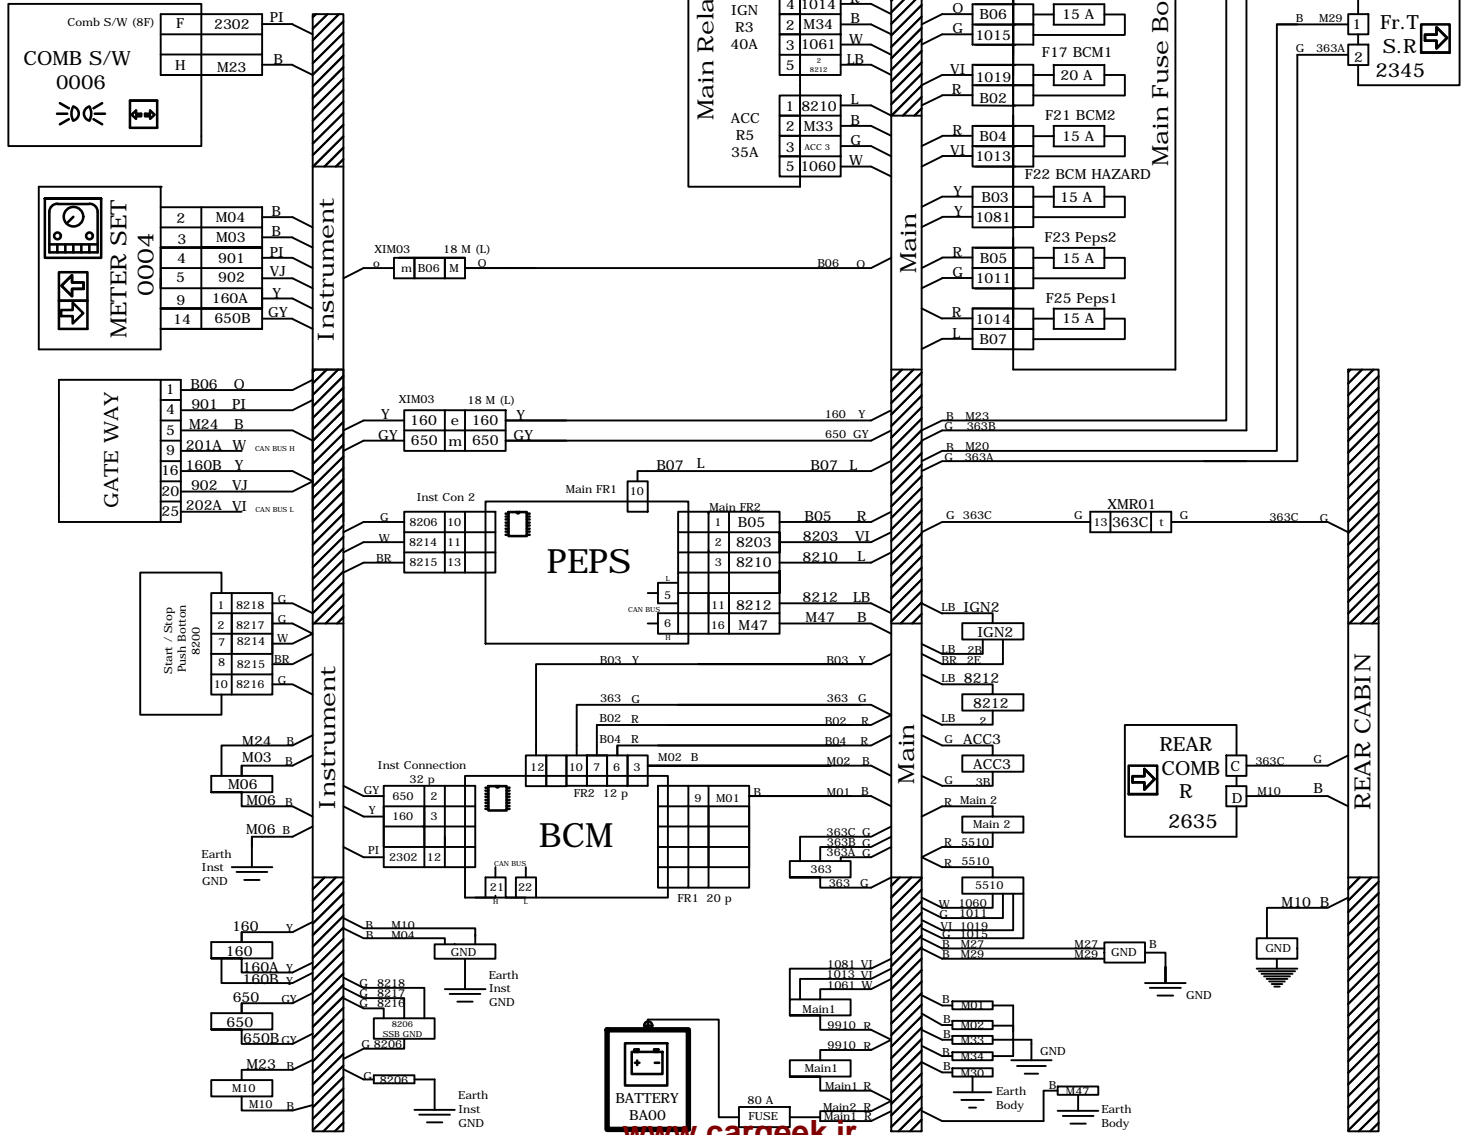 Comb S/W (8F)
F 2302 PI
H M23 B
COMB S/W
0006
METER SET
0004
2 M04 B
3 M03 B
4 901 PI
5 902 VJ
9 160A Y
14 650B GY
GATE WAY
1 B06 O
4 901 PI
5 M24 B
9 201A W CAN BUS H
16 160B Y
20 902 VJ
25 202A VI CAN BUS L
Start / Stop
Push Botton
8200
1 8218 G
2 8217 G
7 8214 W
8 8215 BR
10 8216 G
M24 B
M03 B
M06
M06 B
M06 B
Earth
Inst
GND
160 Y
160
160A Y
160B Y
650 GY
650
650B GY
M23 B
M10
M10 B
Instrument
Instrument
XIM03 18 M (L)
o m B06 M O
B06 O
XIM03 18 M (L)
Y 160 e 160 Y
GY 650 m 650 GY
160 Y
650 GY
B07 L
B07 L
Main FR1 10
Inst Con 2
G 8206 10
W 8214 11
BR 8215 13
PEPS
Main FR2
1 B05 B05 R
2 8203 8203 VI
3 8210 8210 L
L
5
CAN BUS
6
H
11 8212 8212 LB
16 M47 M47 B
B03 Y B03 Y
363 G 363 G
B02 R B02 R
B04 R B04 R
M02 B M02 B
12 10 7 6 3
FR2 12 p
Inst Connection
32 p
GY 650 2
Y 160 3
PI 2302 12
BCM
9 M01 B M01 B
CAN BUS
21 22
H L
FR1 20 p
363C G
363B G
363A G
363
363 G
B M10
B M04
GND
Earth
Inst
GND
G 8218
G 8217
G 8216
8206
SSB GND
G 8206
G 8206
Earth
Inst
GND
1081 VI
1013 VI
1061 W
Main1
9910 R
9910 R
Main1
Main1 R
Main2 R
Main1 R
BATTERY
BA00
80 A
FUSE
www.cargeek.ir
Main Rela
IGN
R3
40A
4 1014 R
2 M34 B
3 1061 W
5 2 8212 LB
ACC
R5
35A
1 8210 L
2 M33 B
3 ACC 3 G
5 1060 W
Main
Main
Main Fuse Bo
O B06 15 A
G 1015
F17 BCM1
VI 1019 20 A
R B02
F21 BCM2
R B04 15 A
VI 1013
F22 BCM HAZARD
Y B03 15 A
Y 1081
F23 Peps2
R B05 15 A
G 1011
F25 Peps1
R 1014 15 A
L B07
B M29 1
G 363A 2
Fr.T
S.R
2345
B M23
G 363B
B M20
G 363A
XMR01
G 363C G 13 363C t G 363C G
LB IGN2
IGN2
LB 2B
BR 2E
LB 8212
8212
LB 2
G ACC3
ACC3
G 3B
R Main 2
Main 2
R 5510
R 5510
5510
W 1060
G 1011
VI 1019
G 1015
B M27 M27
B M29 M29
GND B
GND
B M01
B M02
B M33
B M34
B M30
GND
Earth
Body
B M47
Earth
Body
REAR
COMB
R
2635
C 363C G
D M10 B
REAR CABIN
M10 B
GND